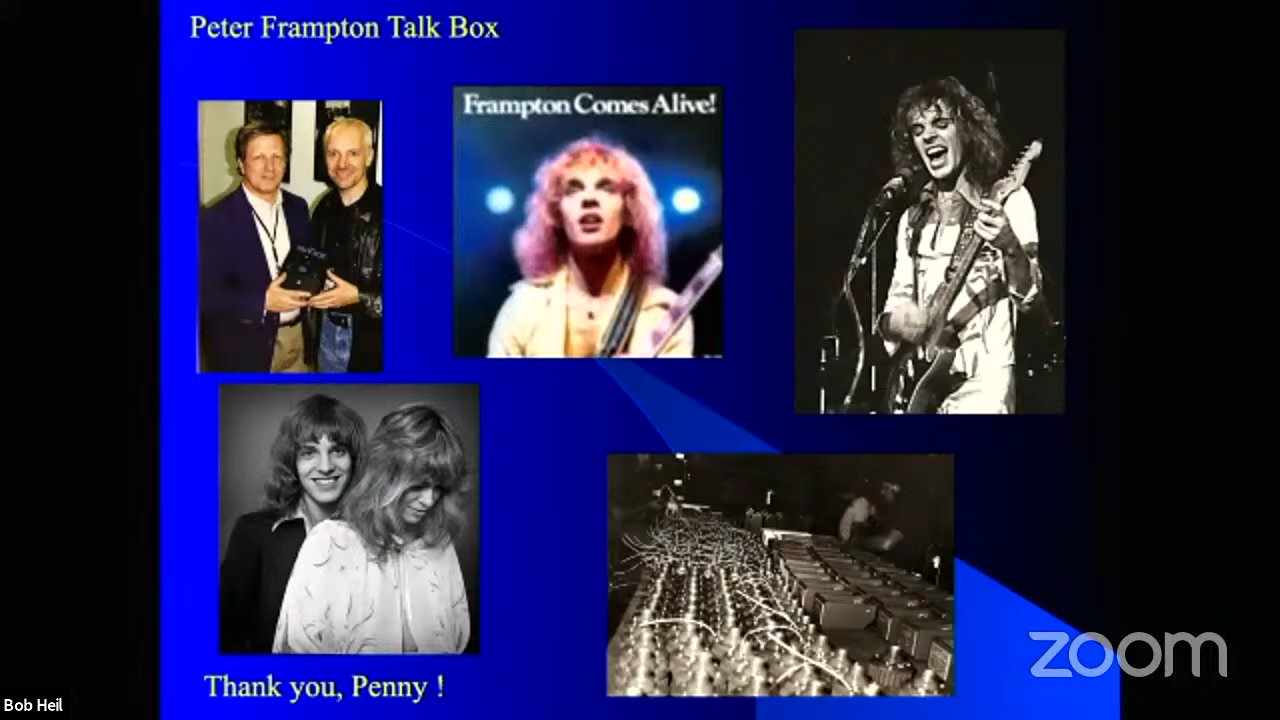 Peter Frampton Talk Box
Frampton Comes Alive!
Thank you, Penny !
zoom
Bob Heil